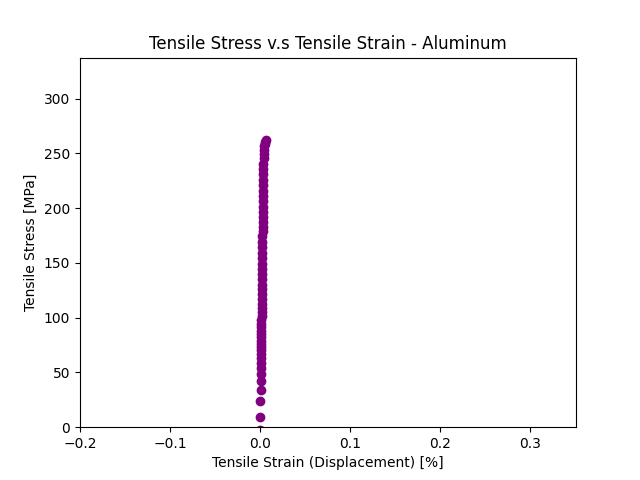 Tensile Stress v.s Tensile Strain - Aluminum
300
250
200
150
100
50
0
Tensile Stress [MPa]
−0.2 −0.1 0.0 0.1 0.2 0.3
Tensile Strain (Displacement) [%]